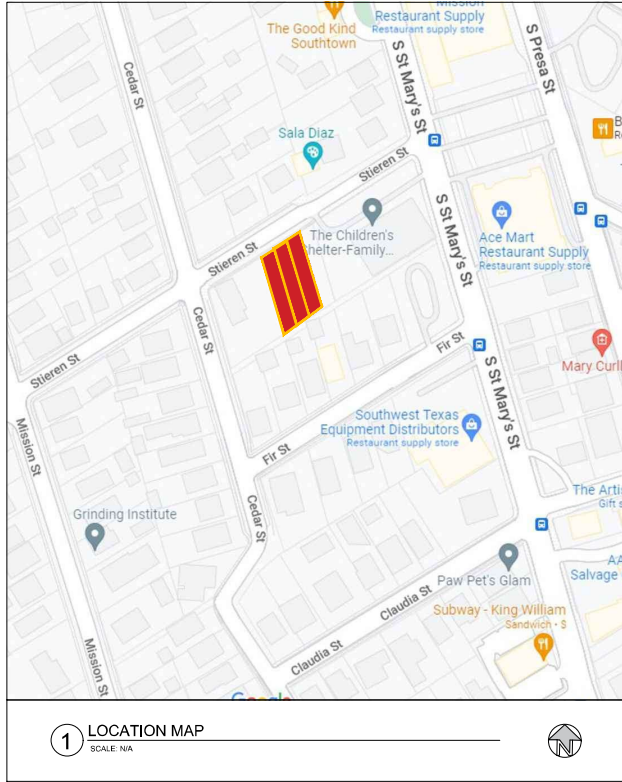 Mission
Restaurant Supply
Restaurant supply store
The Good Kind
Southtown
S St Mary's St
S Presa St
Cedar St
Sala Diaz
Stieren St
B
R
S St Mary's St
The Children's
helter-Family...
Ace Mart
Restaurant Supply
Restaurant supply store
Stieren St
Cedar St
Fir St
Mary Curll
Stieren St
S St Mary's St
Mission St
Southwest Texas
Equipment Distributors
Restaurant supply store
Fir St
The Arti
Gift s
Cedar St
Grinding Institute
AA
Salvage
Paw Pet's Glam
Claudia St
Subway - King William
Sandwich • $
Mission St
Claudia St
Google
1
LOCATION MAP
SCALE: N/A
N